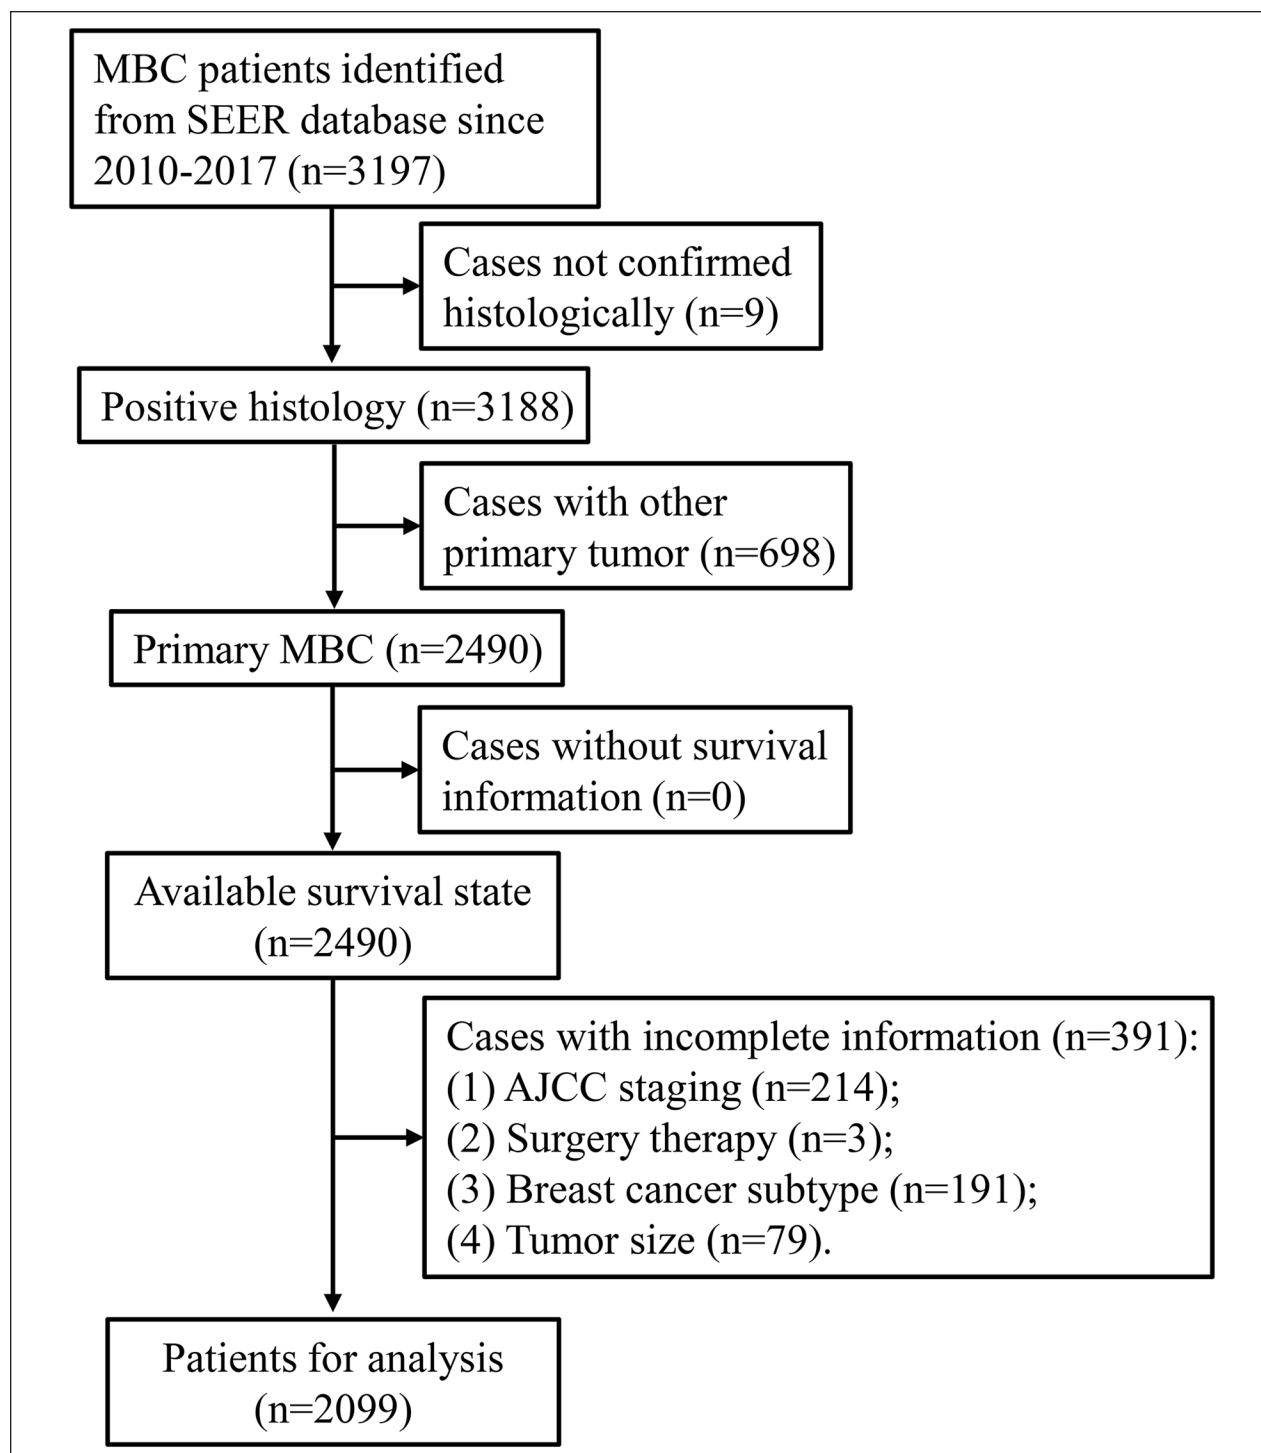 MBC patients identified
from SEER database since
2010-2017 (n=3197)
Cases not confirmed
histologically (n=9)
Positive histology (n=3188)
Cases with other
primary tumor (n=698)
Primary MBC (n=2490)
Cases without survival
information (n=0)
Available survival state
(n=2490)
Cases with incomplete information (n=391):
(1) AJCC staging (n=214);
(2) Surgery therapy (n=3);
(3) Breast cancer subtype (n=191);
(4) Tumor size (n=79).
Patients for analysis
(n=2099)